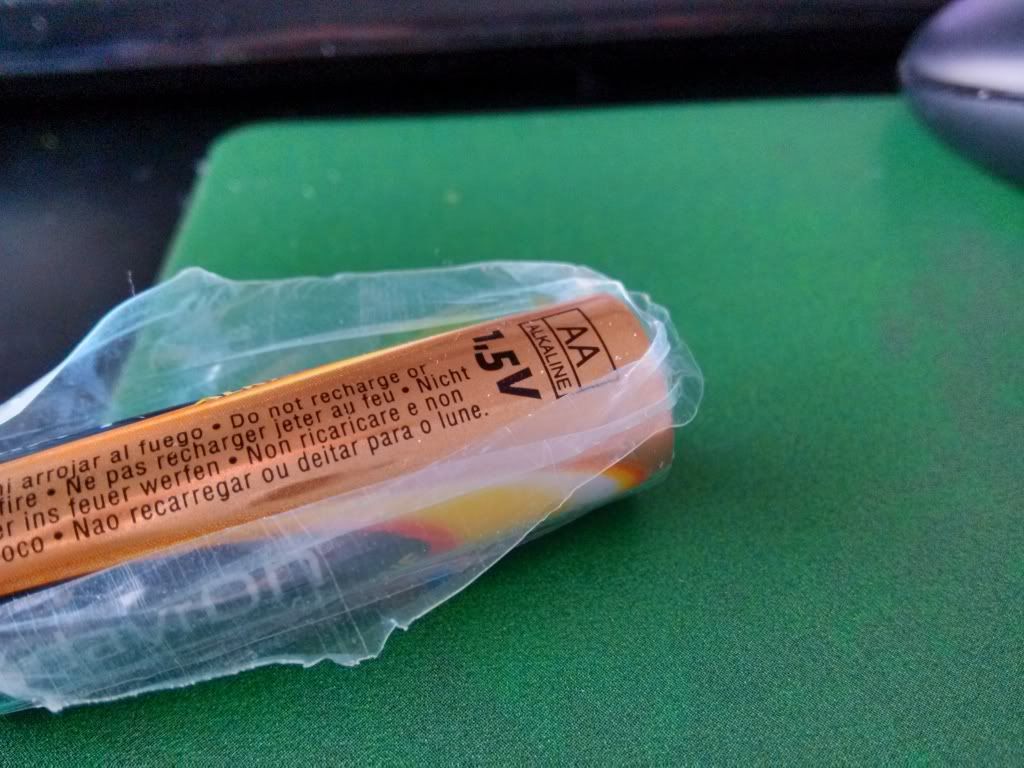 AA
ALKALINE
1,5V
ni arrojar al fuego • Do not recharge or
fire • Ne pas recharger jeter au feu • Nicht
er ins feuer werfen • Non ricaricare e non
oco • Nao recarregar ou deitar para o lune.